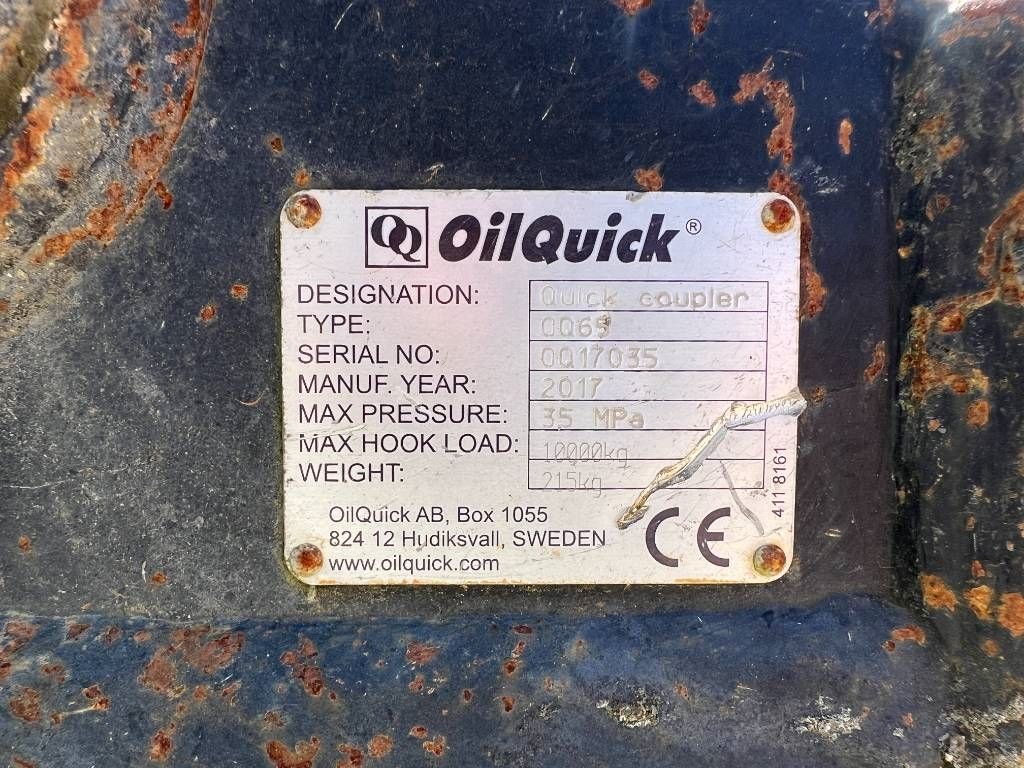 OQ OilQuick®
DESIGNATION: Quick coupler
TYPE: OQ65
SERIAL NO: OQ17035
MANUF. YEAR: 2017
MAX PRESSURE: 35 MPa
MAX HOOK LOAD: 10000kg
WEIGHT: 215kg
OilQuick AB, Box 1055
824 12 Hudiksvall, SWEDEN
www.oilquick.com
CE
411 8161